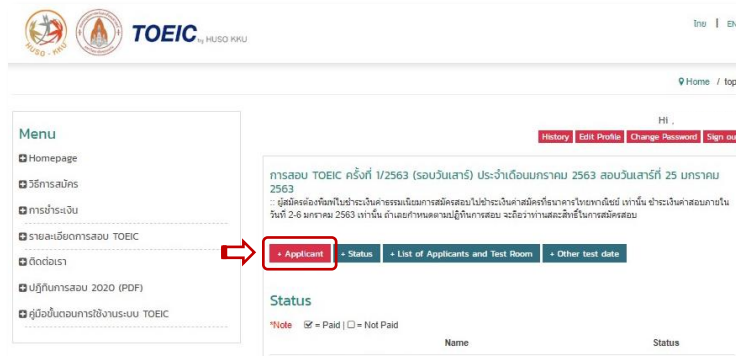 HUSO - KKU
TOEIC by HUSO KKU
ไทย | EN
Home / top
Hi ,
History Edit Profile Change Password Sign ou
Menu
Homepage
วิธีการสมัคร
การชำระเงิน
รายละเอียดการสอบ TOEIC
ติดต่อเรา
ปฏิทินการสอบ 2020 (PDF)
คู่มือขั้นตอนการใช้งานระบบ TOEIC
การสอบ TOEIC ครั้งที่ 1/2563 (รอบวันเสาร์) ประจำเดือนมกราคม 2563 สอบวันเสาร์ที่ 25 มกราคม
2563
:: ผู้สมัครต้องพิมพ์ใบชำระเงินค่าธรรมเนียมการสมัครสอบไปชำระเงินค่าสมัครที่ธนาคารไทยพาณิชย์ เท่านั้น ชำระเงินค่าสอบภายใน
วันที่ 2-6 มกราคม 2563 เท่านั้น ถ้าเลยกำหนดตามปฏิทินการสอบ จะถือว่าท่านสละสิทธิ์ในการสมัครสอบ
+ Applicant + Status + List of Applicants and Test Room + Other test date
Status
*Note ☑ = Paid | ☐ = Not Paid
Name Status